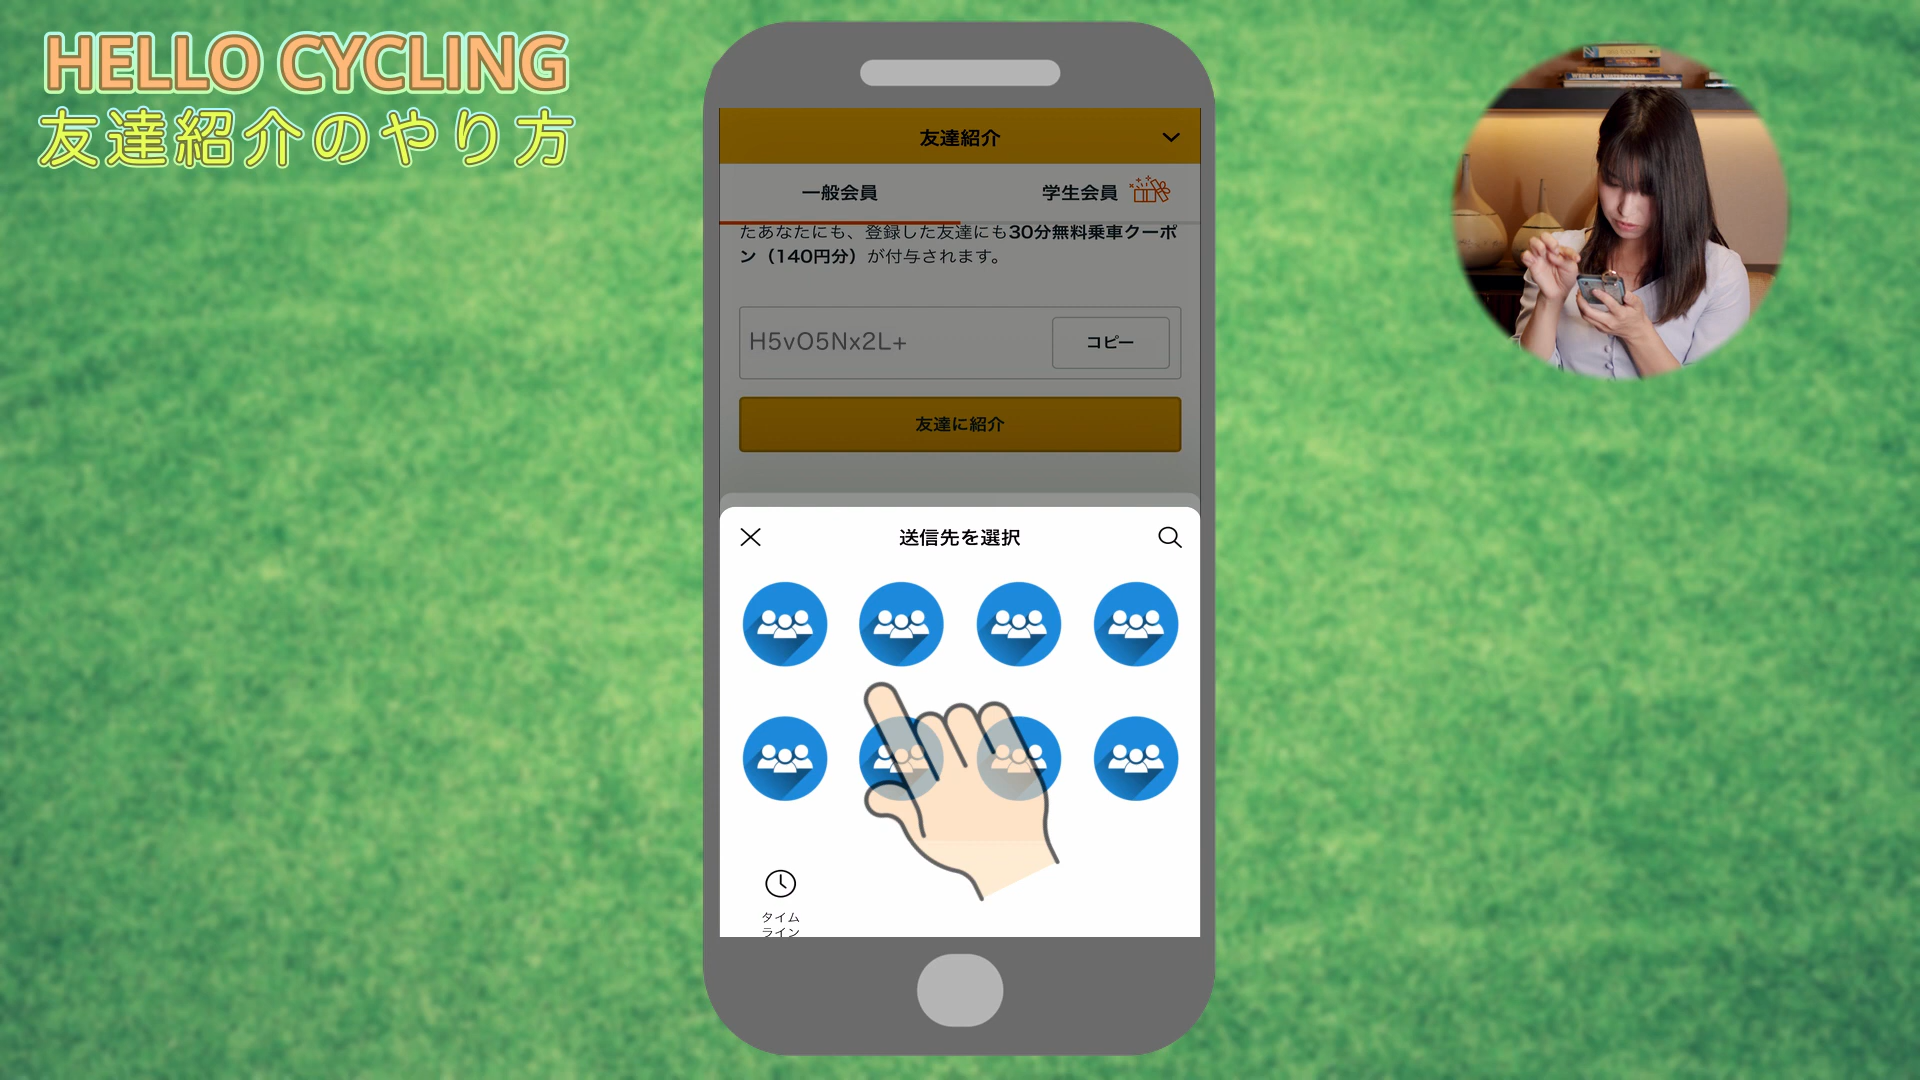 HELLO CYCLING
友達紹介のやり方
友達紹介
一般会員
学生会員
たあなたにも、登録した友達にも30分無料乗車クーポ
ン（140円分）が付与されます。
H5vO5Nx2L+
コピー
友達に紹介
送信先を選択
タイム
ライン